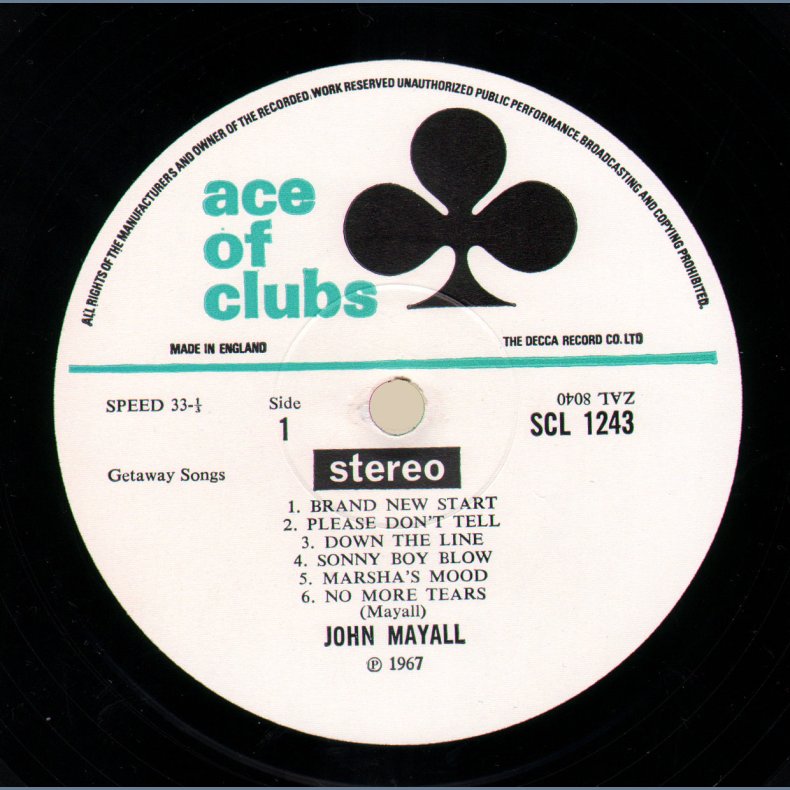 ALL RIGHTS OF THE MANUFACTURERS AND OWNER OF THE RECORDED WORK RESERVED UNAUTHORIZED PUBLIC PERFORMANCE, BROADCASTING AND COPYING PROHIBITED.
ace
of
clubs
MADE IN ENGLAND
THE DECCA RECORD CO. LTD
SPEED 33-⅓
Side
1
ZAL 8040
SCL 1243
stereo
Getaway Songs
1. BRAND NEW START
2. PLEASE DON'T TELL
3. DOWN THE LINE
4. SONNY BOY BLOW
5. MARSHA'S MOOD
6. NO MORE TEARS
(Mayall)
JOHN MAYALL
℗ 1967